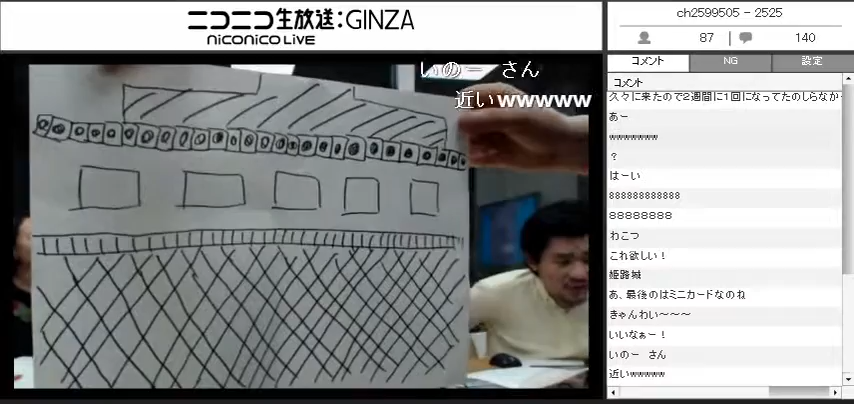 ニコニコ生放送:GINZA
niconico Live
ch2599505 - 2525
87
140
コメント
NG
設定
コメント
久々に来たので2週間に1回になってたのしらなか
あー
wwwwwww
?
はーい
888888888888
88888888
わこつ
これ欲しい!
姫路城
あ、最後のはミニカードなのね
きゃんわい~~~
いいなぁー!
いのー さん
近いwwwww
いのー さん
近いwwwww